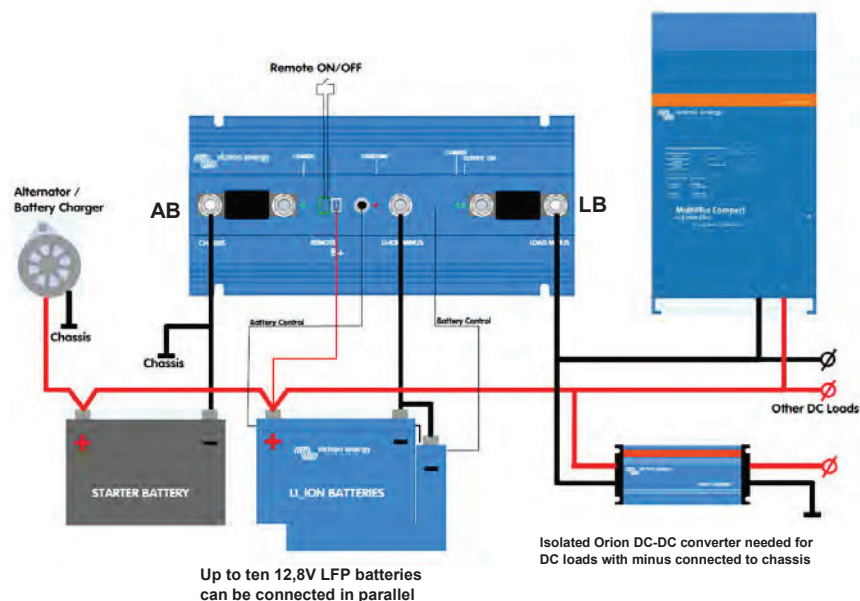 Remote ON/OFF
victron energy
Alternator /
Battery Charger
AB
LB
CHASSIS
REMOTE
B+
LI-ION MINUS
LOAD MINUS
victron energy
MultiPlus Compact
Battery Control
Battery Control
Chassis
Chassis
Other DC Loads
+
-
STARTER BATTERY
+
-
victron energy
LI_ION BATTERIES
-
Isolated Orion DC-DC converter needed for
DC loads with minus connected to chassis
Up to ten 12,8V LFP batteries
can be connected in parallel